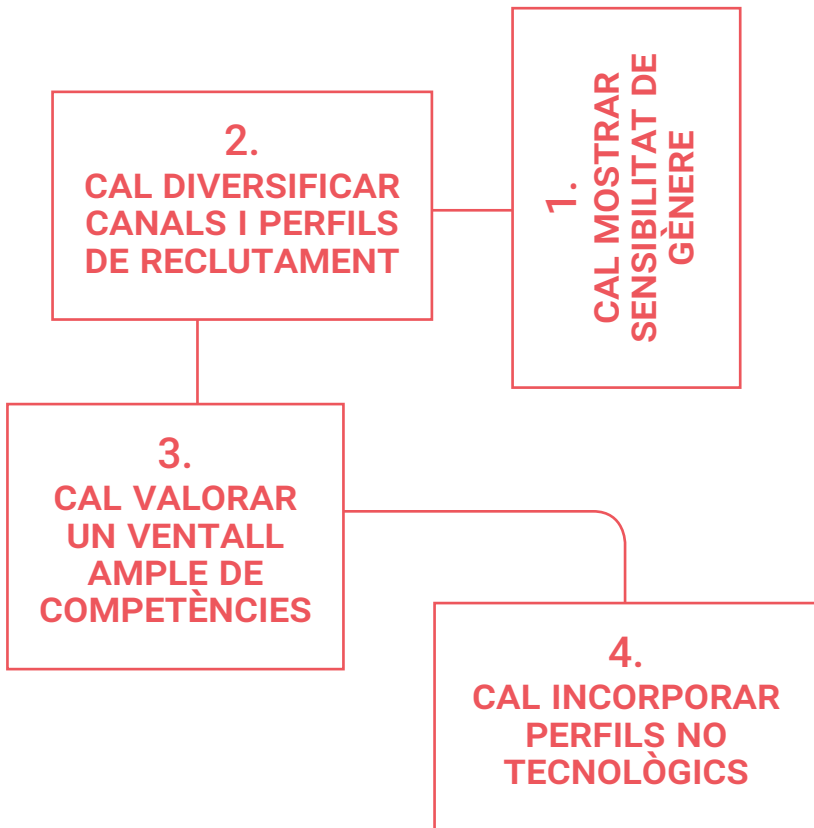 1.
CAL MOSTRAR
SENSIBILITAT DE
GÈNERE
2.
CAL DIVERSIFICAR
CANALS I PERFILS
DE RECLUTAMENT
3.
CAL VALORAR
UN VENTALL
AMPLE DE
COMPETÈNCIES
4.
CAL INCORPORAR
PERFILS NO
TECNOLÒGICS